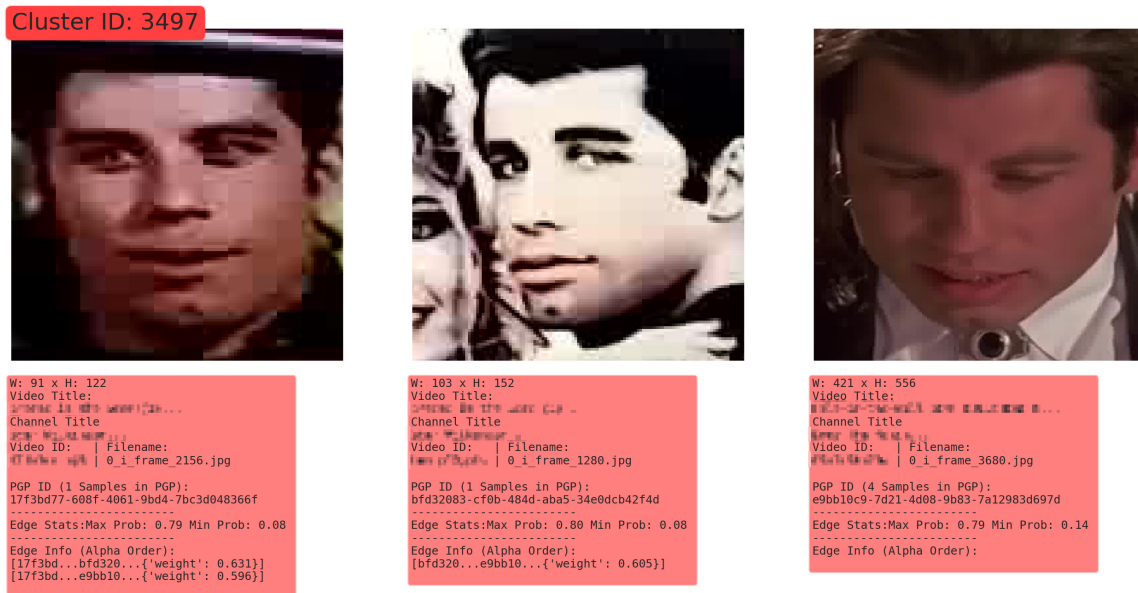 Cluster ID: 3497
W: 91 x H: 122
Video Title:
Channel Title
Video ID: | Filename:
| 0_i_frame_2156.jpg
PGP ID (1 Samples in PGP):
17f3bd77-608f-4061-9bd4-7bc3d048366f
-----------------------
Edge Stats:Max Prob: 0.79 Min Prob: 0.08
-----------------------
Edge Info (Alpha Order):
[17f3bd...bfd320...{'weight': 0.631}]
[17f3bd...e9bb10...{'weight': 0.596}]
W: 103 x H: 152
Video Title:
Channel Title
Video ID: | Filename:
| 0_i_frame_1280.jpg
PGP ID (1 Samples in PGP):
bfd32083-cf0b-484d-aba5-34e0dcb42f4d
-----------------------
Edge Stats:Max Prob: 0.80 Min Prob: 0.08
-----------------------
Edge Info (Alpha Order):
[bfd320...e9bb10...{'weight': 0.605}]
W: 421 x H: 556
Video Title:
Channel Title
Video ID: | Filename:
| 0_i_frame_3680.jpg
PGP ID (4 Samples in PGP):
e9bb10c9-7d21-4d08-9b83-7a12983d697d
-----------------------
Edge Stats:Max Prob: 0.79 Min Prob: 0.14
-----------------------
Edge Info (Alpha Order):